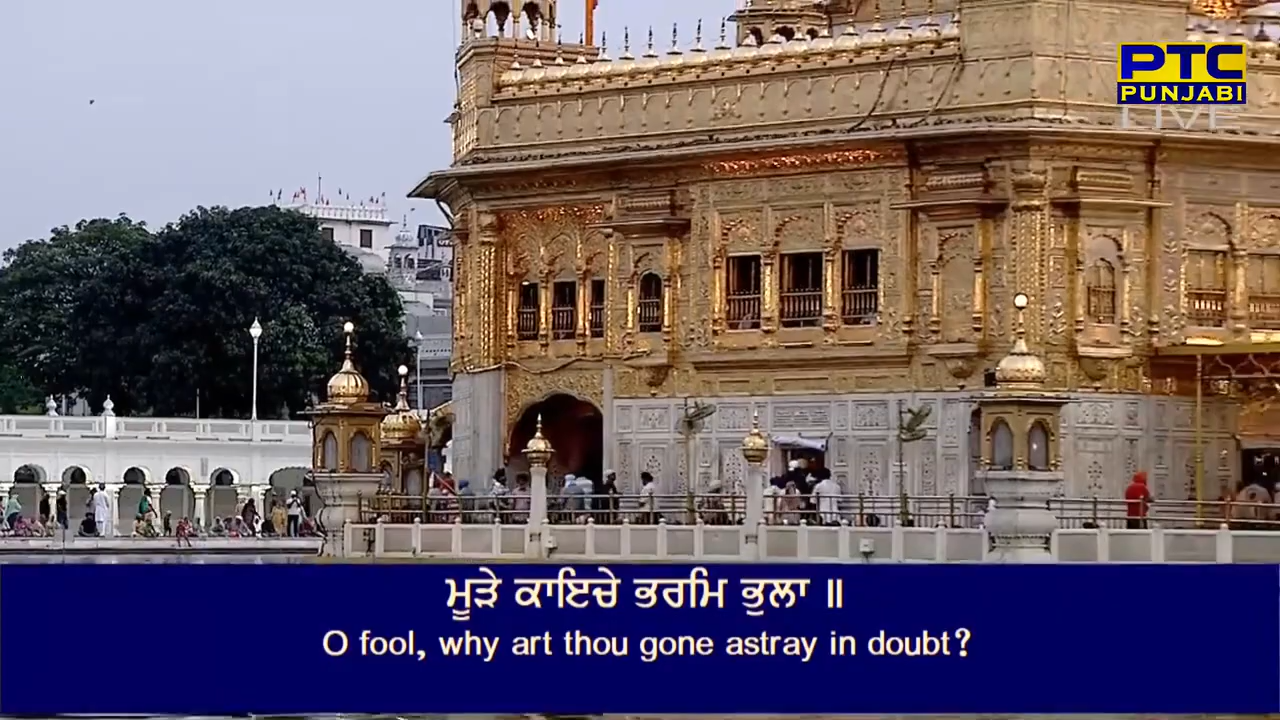 PTC
PUNJABI
LIVE
ਮੂੜੇ ਕਾਇਚੇ ਭਰਮਿ ਭੁਲਾ ॥
O fool, why art thou gone astray in doubt?